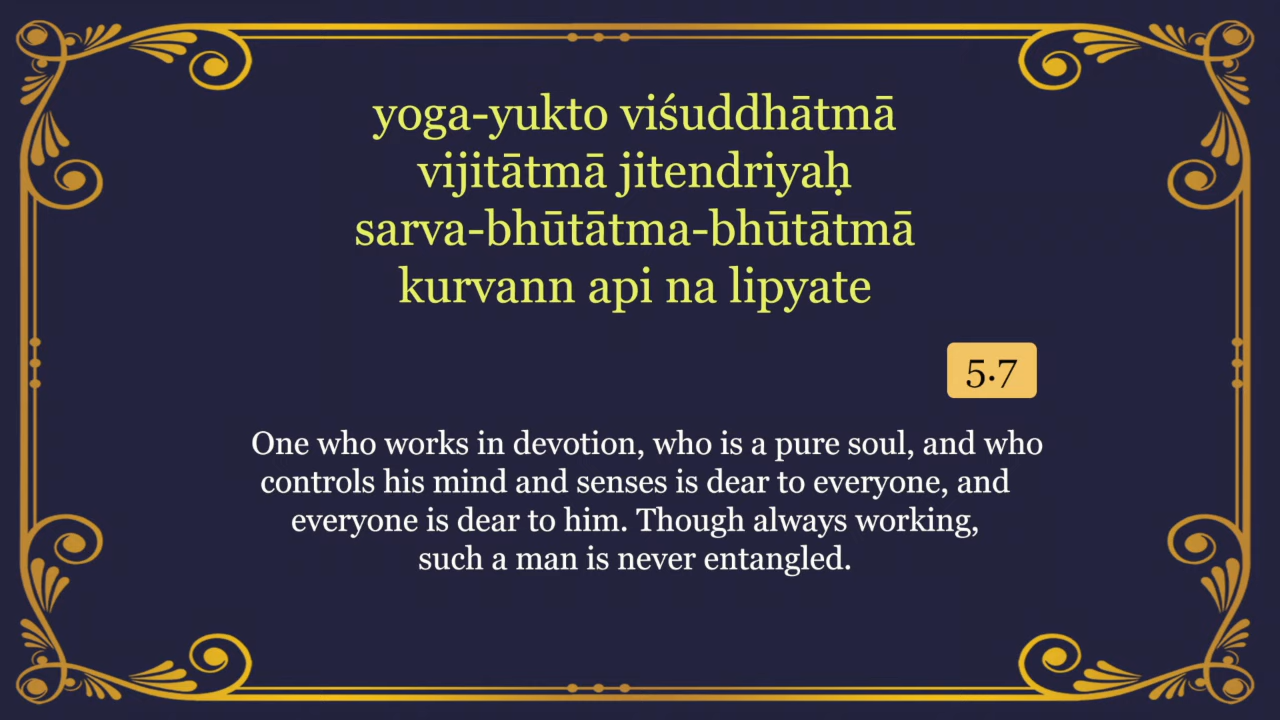 yoga-yukto viśuddhātmā
vijitātmā jitendriyaḥ
sarva-bhūtātma-bhūtātmā
kurvann api na lipyate
5.7
One who works in devotion, who is a pure soul, and who
controls his mind and senses is dear to everyone, and
everyone is dear to him. Though always working,
such a man is never entangled.